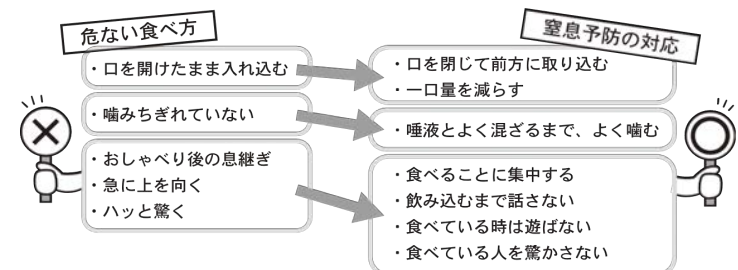 危ない食べ方
・口を開けたまま入れ込む
・噛みちぎれていない
・おしゃべり後の息継ぎ
・急に上を向く
・ハッと驚く
窒息予防の対応
・口を閉じて前方に取り込む
・一口量を減らす
・唾液とよく混ざるまで、よく噛む
・食べることに集中する
・飲み込むまで話さない
・食べている時は遊ばない
・食べている人を驚かさない